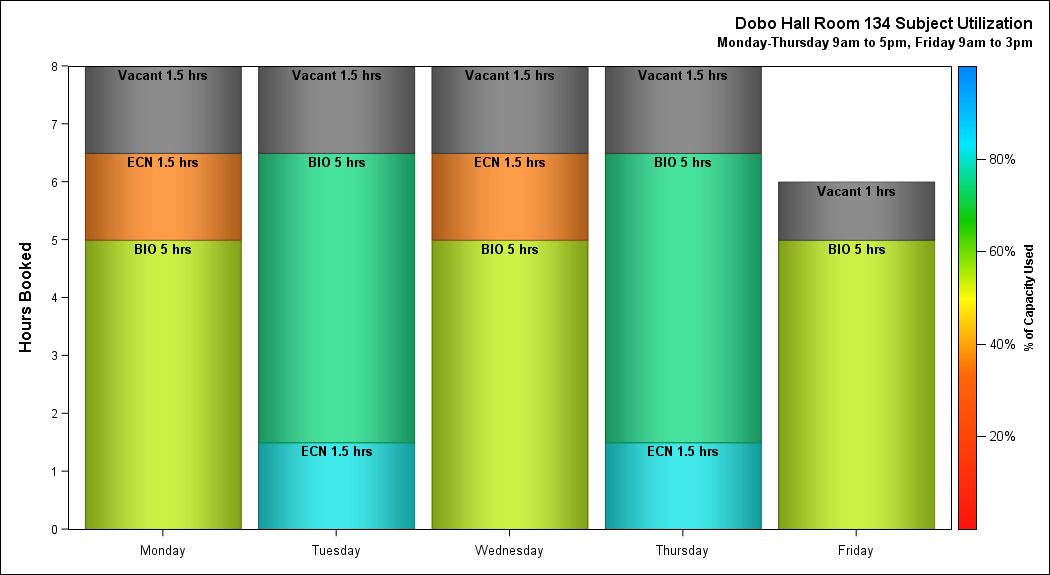 Dobo Hall Room 134 Subject Utilization
Monday-Thursday 9am to 5pm, Friday 9am to 3pm
Hours Booked
8
7
6
5
4
3
2
1
0
Vacant 1.5 hrs
ECN 1.5 hrs
BIO 5 hrs
Vacant 1.5 hrs
BIO 5 hrs
ECN 1.5 hrs
Vacant 1.5 hrs
ECN 1.5 hrs
BIO 5 hrs
Vacant 1.5 hrs
BIO 5 hrs
ECN 1.5 hrs
Vacant 1 hrs
BIO 5 hrs
Monday
Tuesday
Wednesday
Thursday
Friday
80%
60%
40%
20%
% of Capacity Used